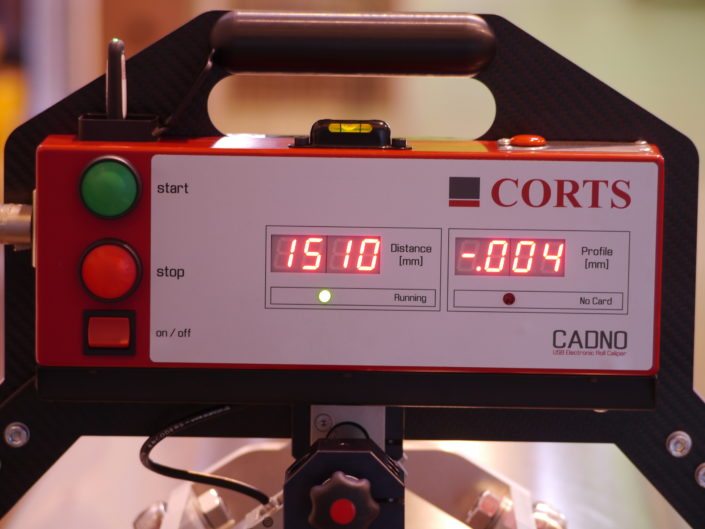 start
CORTS
stop
1510
Distance
[mm]
-.004
Profile
[mm]
Running
No Card
on / off
CADNO
USB Electronic Roll Caliper